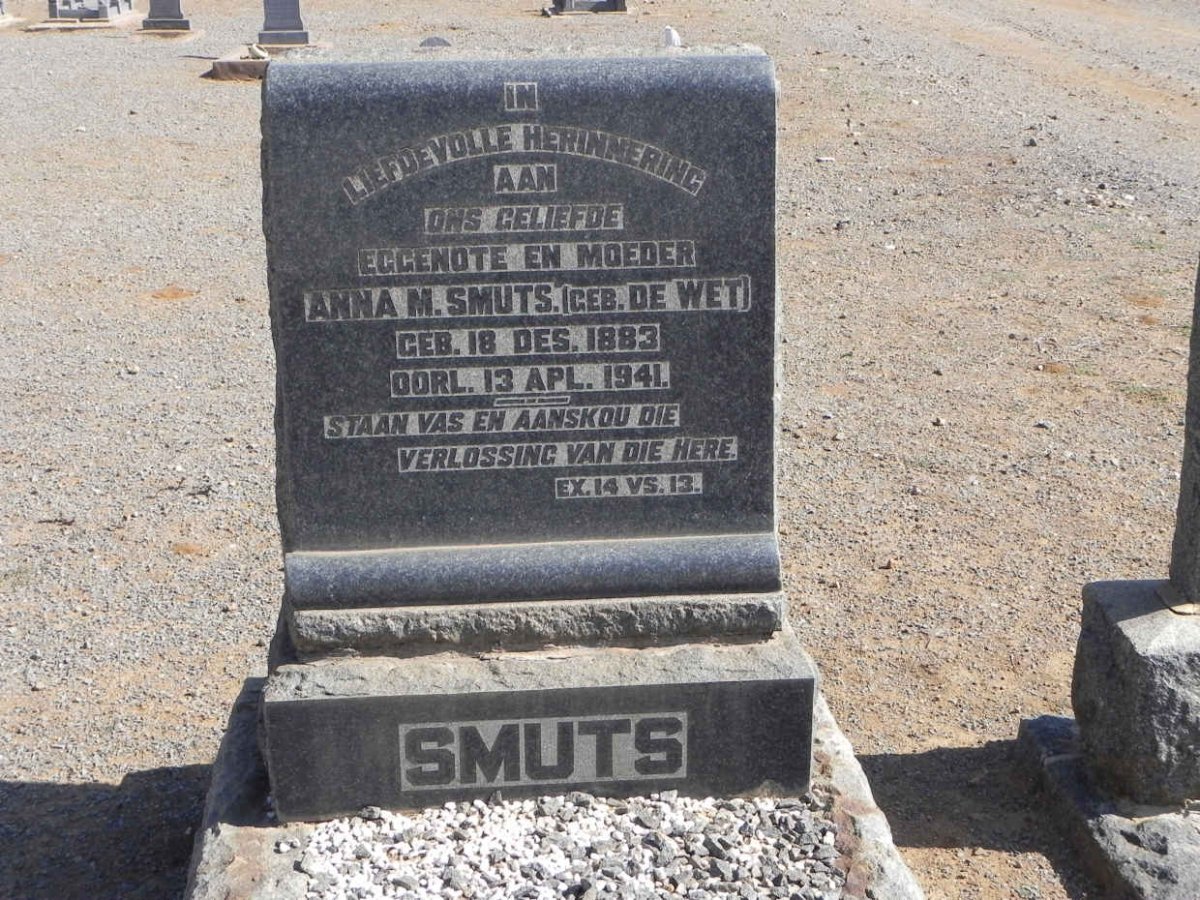 IN
LIEFDEVOLLE HERINNERING
AAN
ONS GELIEFDE
EGGENOTE EN MOEDER
ANNA M. SMUTS. (GEB. DE WET)
GEB. 18 DES. 1883
OORL. 13 APL. 1941.
STAAN VAS EN AANSKOU DIE
VERLOSSING VAN DIE HERE.
EX. 14 VS. 13.
SMUTS